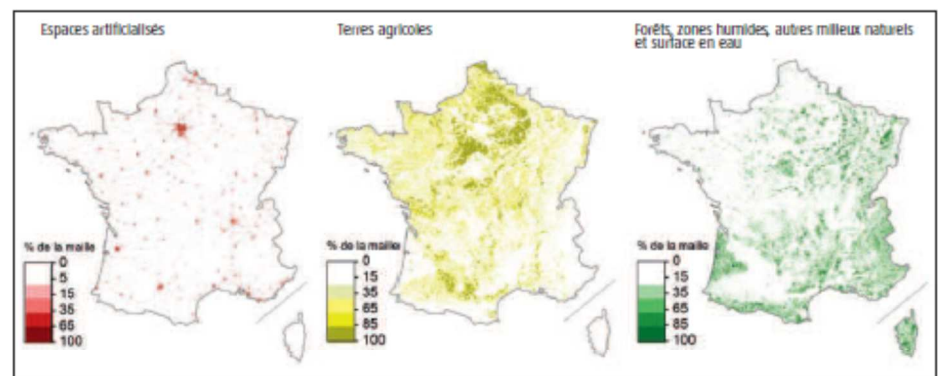 Espaces artificialisés
Terres agricoles
Forêts, zones humides, autres milieux naturels
et surface en eau
% de la maille
0
5
15
35
65
100
% de la maille
0
15
35
65
85
100
% de la maille
0
15
35
65
85
100